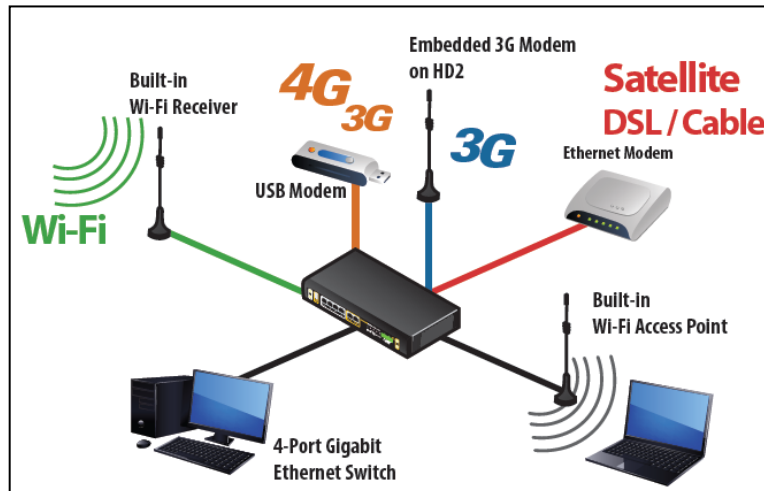 Built-in
Wi-Fi Receiver
4G
3G
USB Modem
Embedded 3G Modem
on HD2
3G
Satellite
DSL / Cable
Ethernet Modem
Wi-Fi
Built-in
Wi-Fi Access Point
4-Port Gigabit
Ethernet Switch